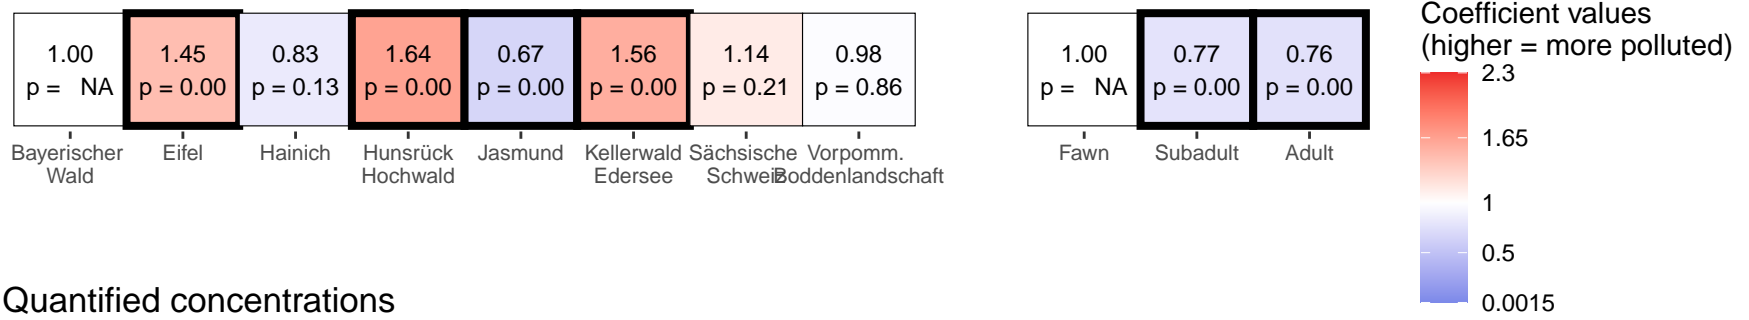 1.00
p = NA
1.45
p = 0.00
0.83
p = 0.13
1.64
p = 0.00
0.67
p = 0.00
1.56
p = 0.00
1.14
p = 0.21
0.98
p = 0.86
Bayerischer
Wald
Eifel
Hainich
Hunsrück
Hochwald
Jasmund
Kellerwald
Edersee
Sächsische
Schweiz
Vorpomm.
Boddenlandschaft
1.00
p = NA
0.77
p = 0.00
0.76
p = 0.00
Fawn
Subadult
Adult
Coefficient values
(higher = more polluted)
2.3
1.65
1
0.5
0.0015
Quantified concentrations